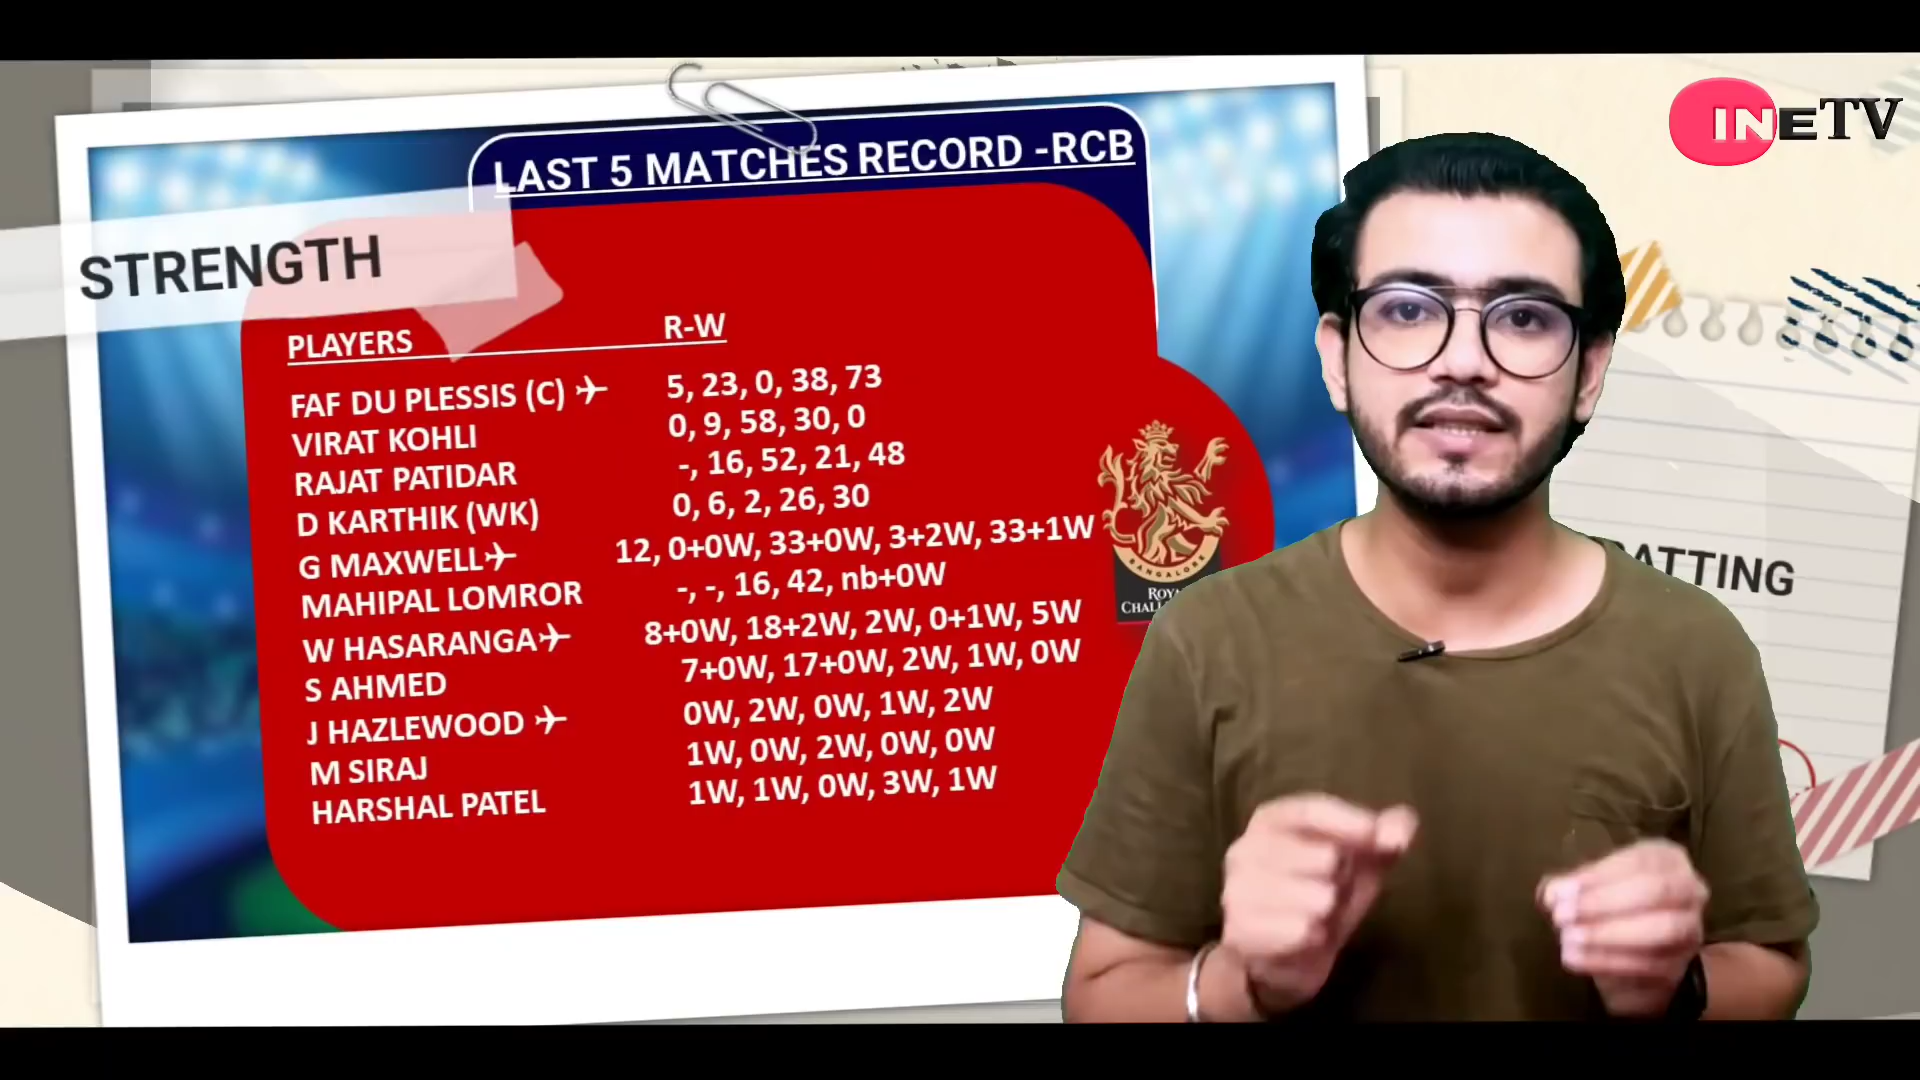 INETV
LAST 5 MATCHES RECORD -RCB
STRENGTH
PLAYERS R-W
FAF DU PLESSIS (C) ✈ 5, 23, 0, 38, 73
VIRAT KOHLI 0, 9, 58, 30, 0
RAJAT PATIDAR -, 16, 52, 21, 48
D KARTHIK (WK) 0, 6, 2, 26, 30
G MAXWELL✈ 12, 0+0W, 33+0W, 3+2W, 33+1W
MAHIPAL LOMROR -, -, 16, 42, nb+0W
W HASARANGA✈ 8+0W, 18+2W, 2W, 0+1W, 5W
S AHMED 7+0W, 17+0W, 2W, 1W, 0W
J HAZLEWOOD ✈ 0W, 2W, 0W, 1W, 2W
M SIRAJ 1W, 0W, 2W, 0W, 0W
HARSHAL PATEL 1W, 1W, 0W, 3W, 1W
BANGALORE